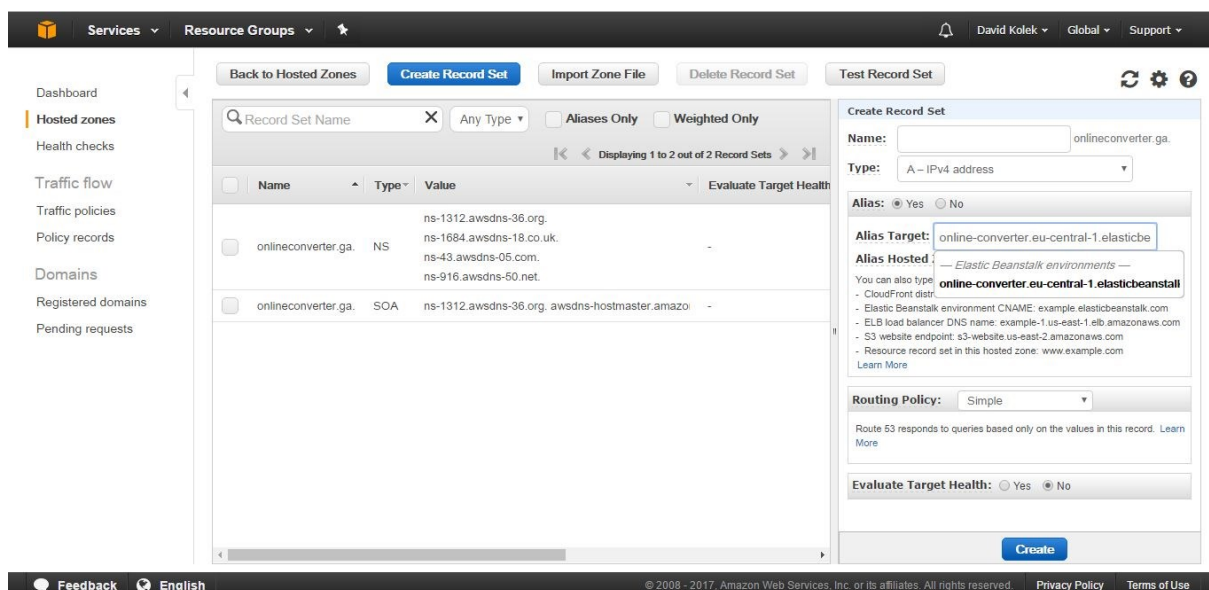 Services Resource Groups David Kolek Global Support
Back to Hosted Zones Create Record Set Import Zone File Delete Record Set Test Record Set
Dashboard
Hosted zones
Health checks
Traffic flow
Traffic policies
Policy records
Domains
Registered domains
Pending requests
Record Set Name X Any Type Aliases Only Weighted Only
Displaying 1 to 2 out of 2 Record Sets
Name Type Value Evaluate Target Health
onlineconverter.ga. NS
ns-1312.awsdns-36.org.
ns-1684.awsdns-18.co.uk.
ns-43.awsdns-05.com.
ns-916.awsdns-50.net.
-
onlineconverter.ga. SOA ns-1312.awsdns-36.org. awsdns-hostmaster.amazo -
Create Record Set
Name: onlineconverter.ga.
Type: A – IPv4 address
Alias: Yes No
Alias Target: online-converter.eu-central-1.elasticbe
Alias Hosted
— Elastic Beanstalk environments —
online-converter.eu-central-1.elasticbeanstalk
You can also type
- CloudFront distr
- Elastic Beanstalk environment CNAME: example.elasticbeanstalk.com
- ELB load balancer DNS name: example-1.us-east-1.elb.amazonaws.com
- S3 website endpoint: s3-website.us-east-2.amazonaws.com
- Resource record set in this hosted zone: www.example.com
Learn More
Routing Policy: Simple
Route 53 responds to queries based only on the values in this record. Learn
More
Evaluate Target Health: Yes No
Create
Feedback English © 2008 - 2017, Amazon Web Services, Inc. or its affiliates. All rights reserved. Privacy Policy Terms of Use